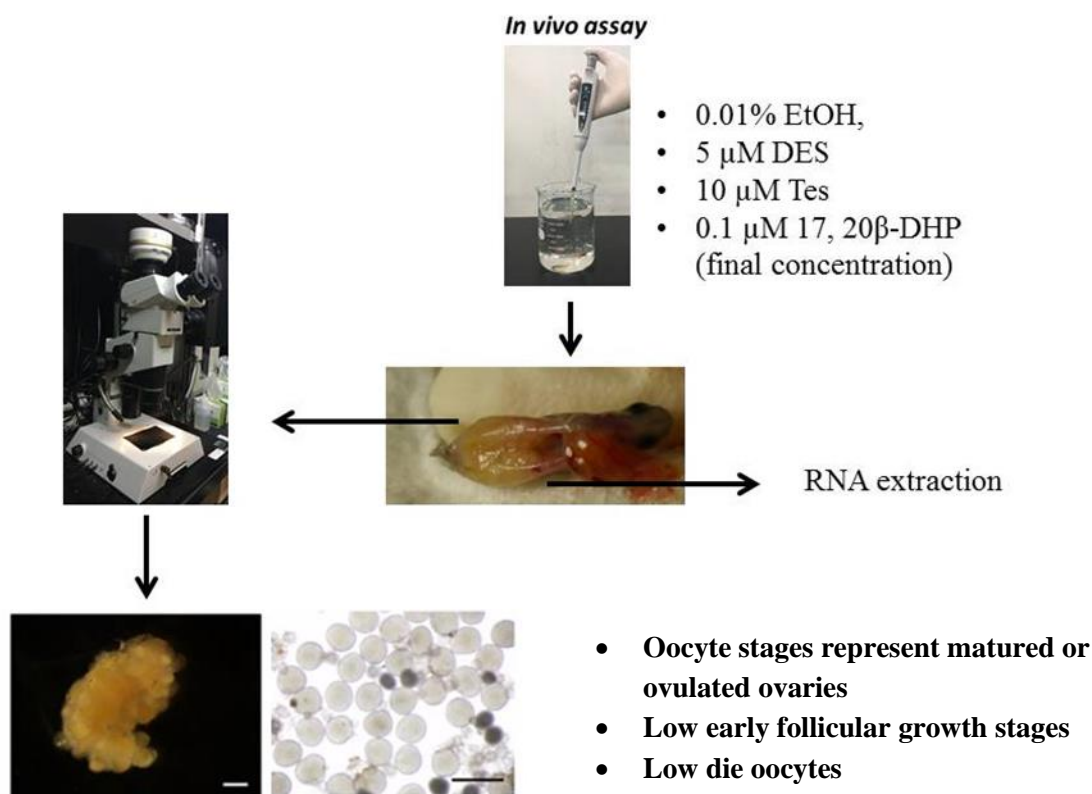 In vivo assay
• 0.01% EtOH,
• 5 µM DES
• 10 µM Tes
• 0.1 µM 17, 20β-DHP
(final concentration)
RNA extraction
• Oocyte stages represent matured or
ovulated ovaries
• Low early follicular growth stages
• Low die oocytes